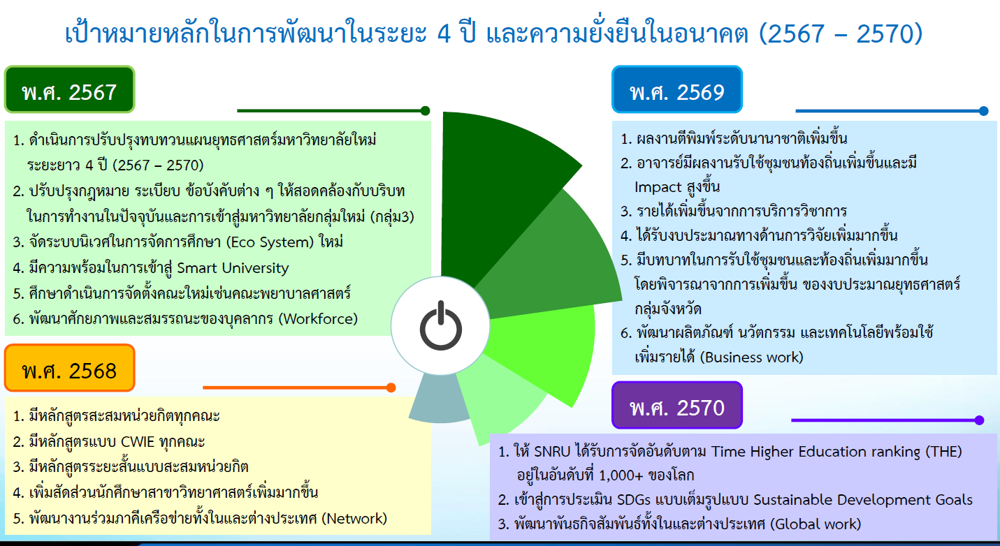 เป้าหมายหลักในการพัฒนาในระยะ 4 ปี และความยั่งยืนในอนาคต (2567 – 2570)
พ.ศ. 2567
1. ดำเนินการปรับปรุงทบทวนแผนยุทธศาสตร์มหาวิทยาลัยใหม่
ระยะยาว 4 ปี (2567 – 2570)
2. ปรับปรุงกฎหมาย ระเบียบ ข้อบังคับต่าง ๆ ให้สอดคล้องกับบริบท
ในการทำงานในปัจจุบันและการเข้าสู่มหาวิทยาลัยกลุ่มใหม่ (กลุ่ม3)
3. จัดระบบนิเวศในการจัดการศึกษา (Eco System) ใหม่
4. มีความพร้อมในการเข้าสู่ Smart University
5. ศึกษาดำเนินการจัดตั้งคณะใหม่เช่นคณะพยาบาลศาสตร์
6. พัฒนาศักยภาพและสมรรถนะของบุคลากร (Workforce)
พ.ศ. 2568
1. มีหลักสูตรสะสมหน่วยกิตทุกคณะ
2. มีหลักสูตรแบบ CWIE ทุกคณะ
3. มีหลักสูตรระยะสั้นแบบสะสมหน่วยกิต
4. เพิ่มสัดส่วนนักศึกษาสาขาวิทยาศาสตร์เพิ่มมากขึ้น
5. พัฒนางานร่วมภาคีเครือข่ายทั้งในและต่างประเทศ (Network)
พ.ศ. 2569
1. ผลงานตีพิมพ์ระดับนานาชาติเพิ่มขึ้น
2. อาจารย์มีผลงานรับใช้ชุมชนท้องถิ่นเพิ่มขึ้นและมี
Impact สูงขึ้น
3. รายได้เพิ่มขึ้นจากการบริการวิชาการ
4. ได้รับงบประมาณทางด้านการวิจัยเพิ่มมากขึ้น
5. มีบทบาทในการรับใช้ชุมชนและท้องถิ่นเพิ่มมากขึ้น
โดยพิจารณาจากการเพิ่มขึ้น ของงบประมาณยุทธศาสตร์
กลุ่มจังหวัด
6. พัฒนาผลิตภัณฑ์ นวัตกรรม และเทคโนโลยีพร้อมใช้
เพิ่มรายได้ (Business work)
พ.ศ. 2570
1. ให้ SNRU ได้รับการจัดอันดับตาม Time Higher Education ranking (THE)
อยู่ในอันดับที่ 1,000+ ของโลก
2. เข้าสู่การประเมิน SDGs แบบเต็มรูปแบบ Sustainable Development Goals
3. พัฒนาพันธกิจสัมพันธ์ทั้งในและต่างประเทศ (Global work)